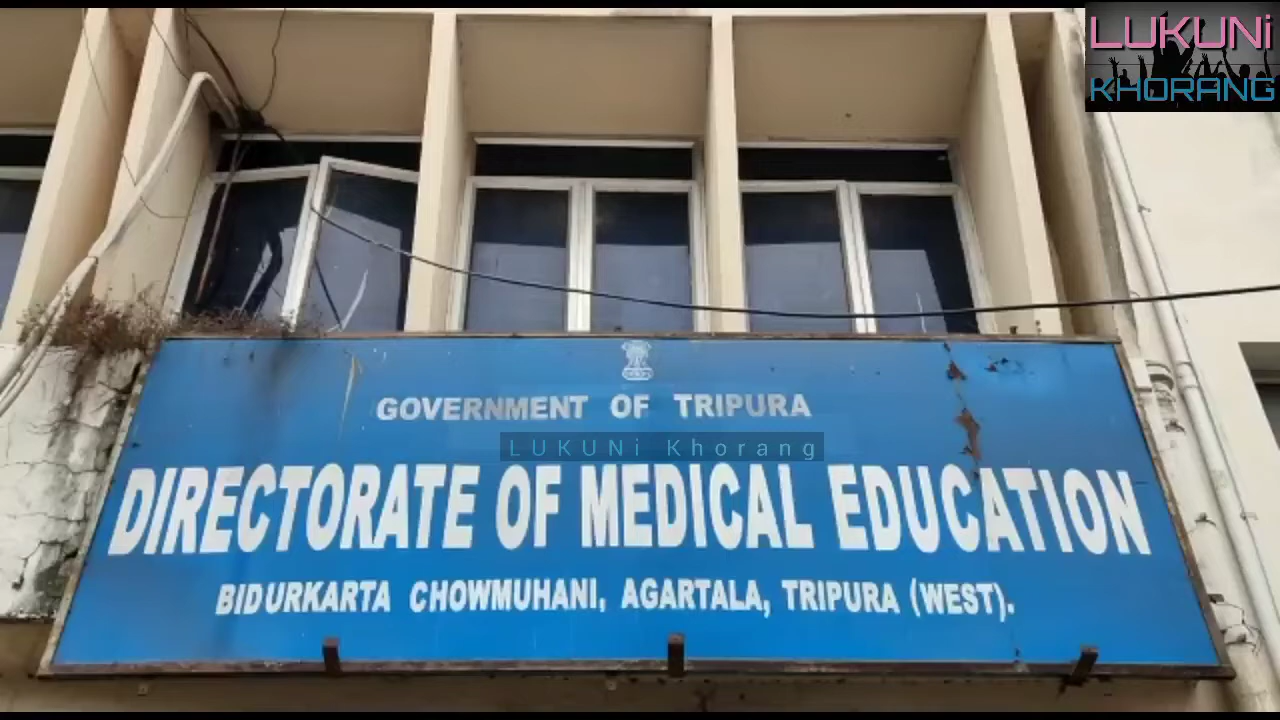 LUKUNi
KHORANG
GOVERNMENT OF TRIPURA
LUKUNi Khorang
DIRECTORATE OF MEDICAL EDUCATION
BIDURKARTA CHOWMUHANI, AGARTALA, TRIPURA (WEST).